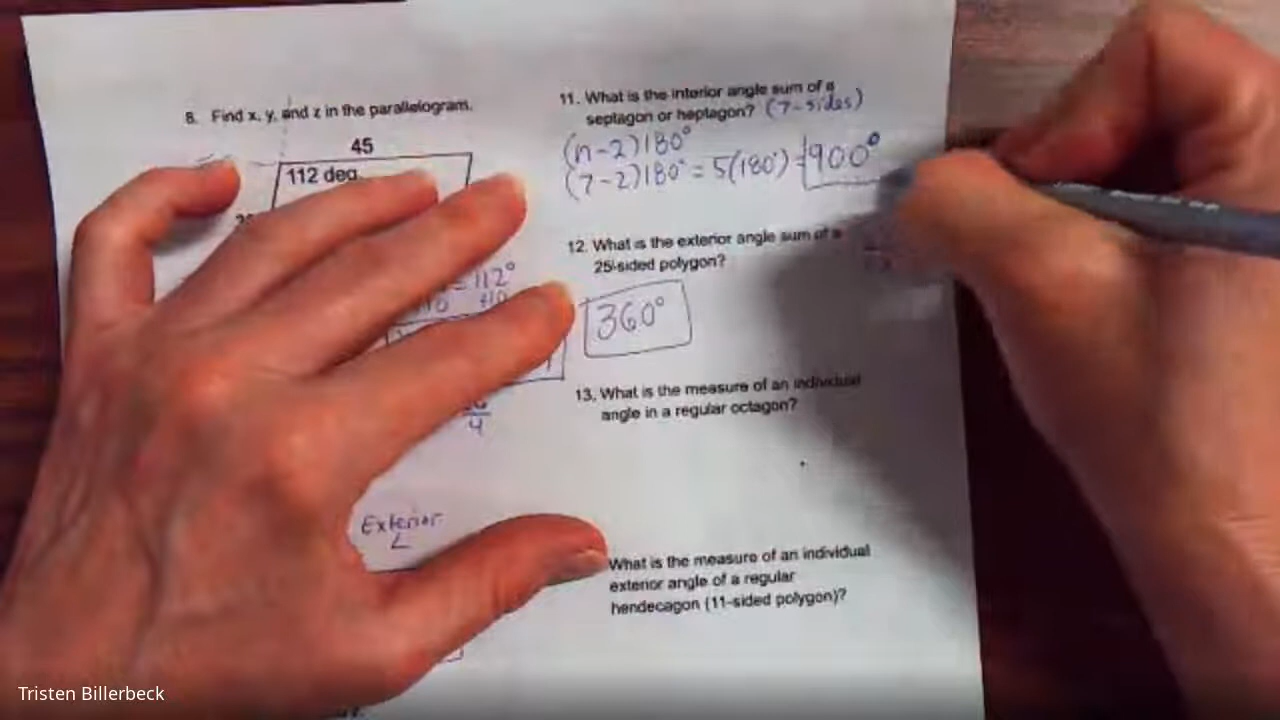 8. Find x, y, and z in the parallelogram.
45
112 deg
= 112°
+10 +10
4
Exterior
∠
11. What is the interior angle sum of a
septagon or heptagon? (7-sides)
(n-2)180°
(7-2)180° = 5(180°) = 900°
12. What is the exterior angle sum of a
25-sided polygon?
360°
13. What is the measure of an individual
angle in a regular octagon?
What is the measure of an individual
exterior angle of a regular
hendecagon (11-sided polygon)?
Tristen Billerbeck